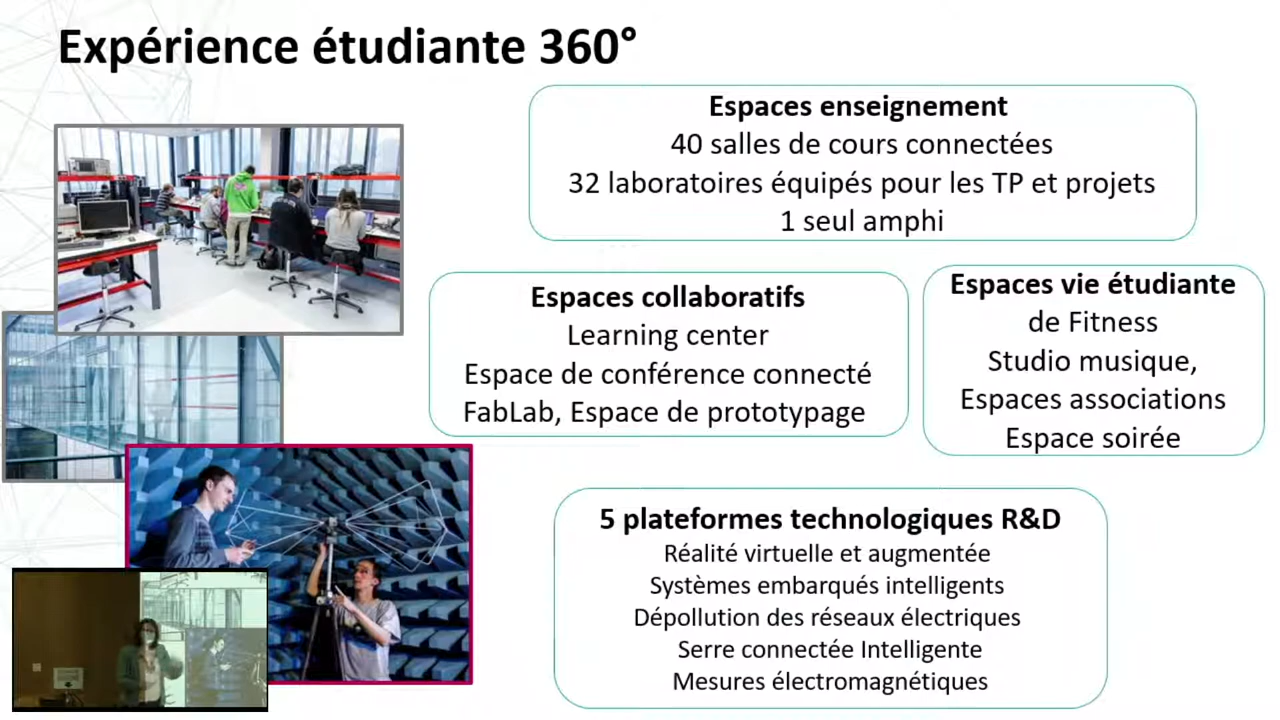 Expérience étudiante 360°
Espaces enseignement
40 salles de cours connectées
32 laboratoires équipés pour les TP et projets
1 seul amphi
Espaces collaboratifs
Learning center
Espace de conférence connecté
FabLab, Espace de prototypage
Espaces vie étudiante
de Fitness
Studio musique,
Espaces associations
Espace soirée
5 plateformes technologiques R&D
Réalité virtuelle et augmentée
Systèmes embarqués intelligents
Dépollution des réseaux électriques
Serre connectée Intelligente
Mesures électromagnétiques